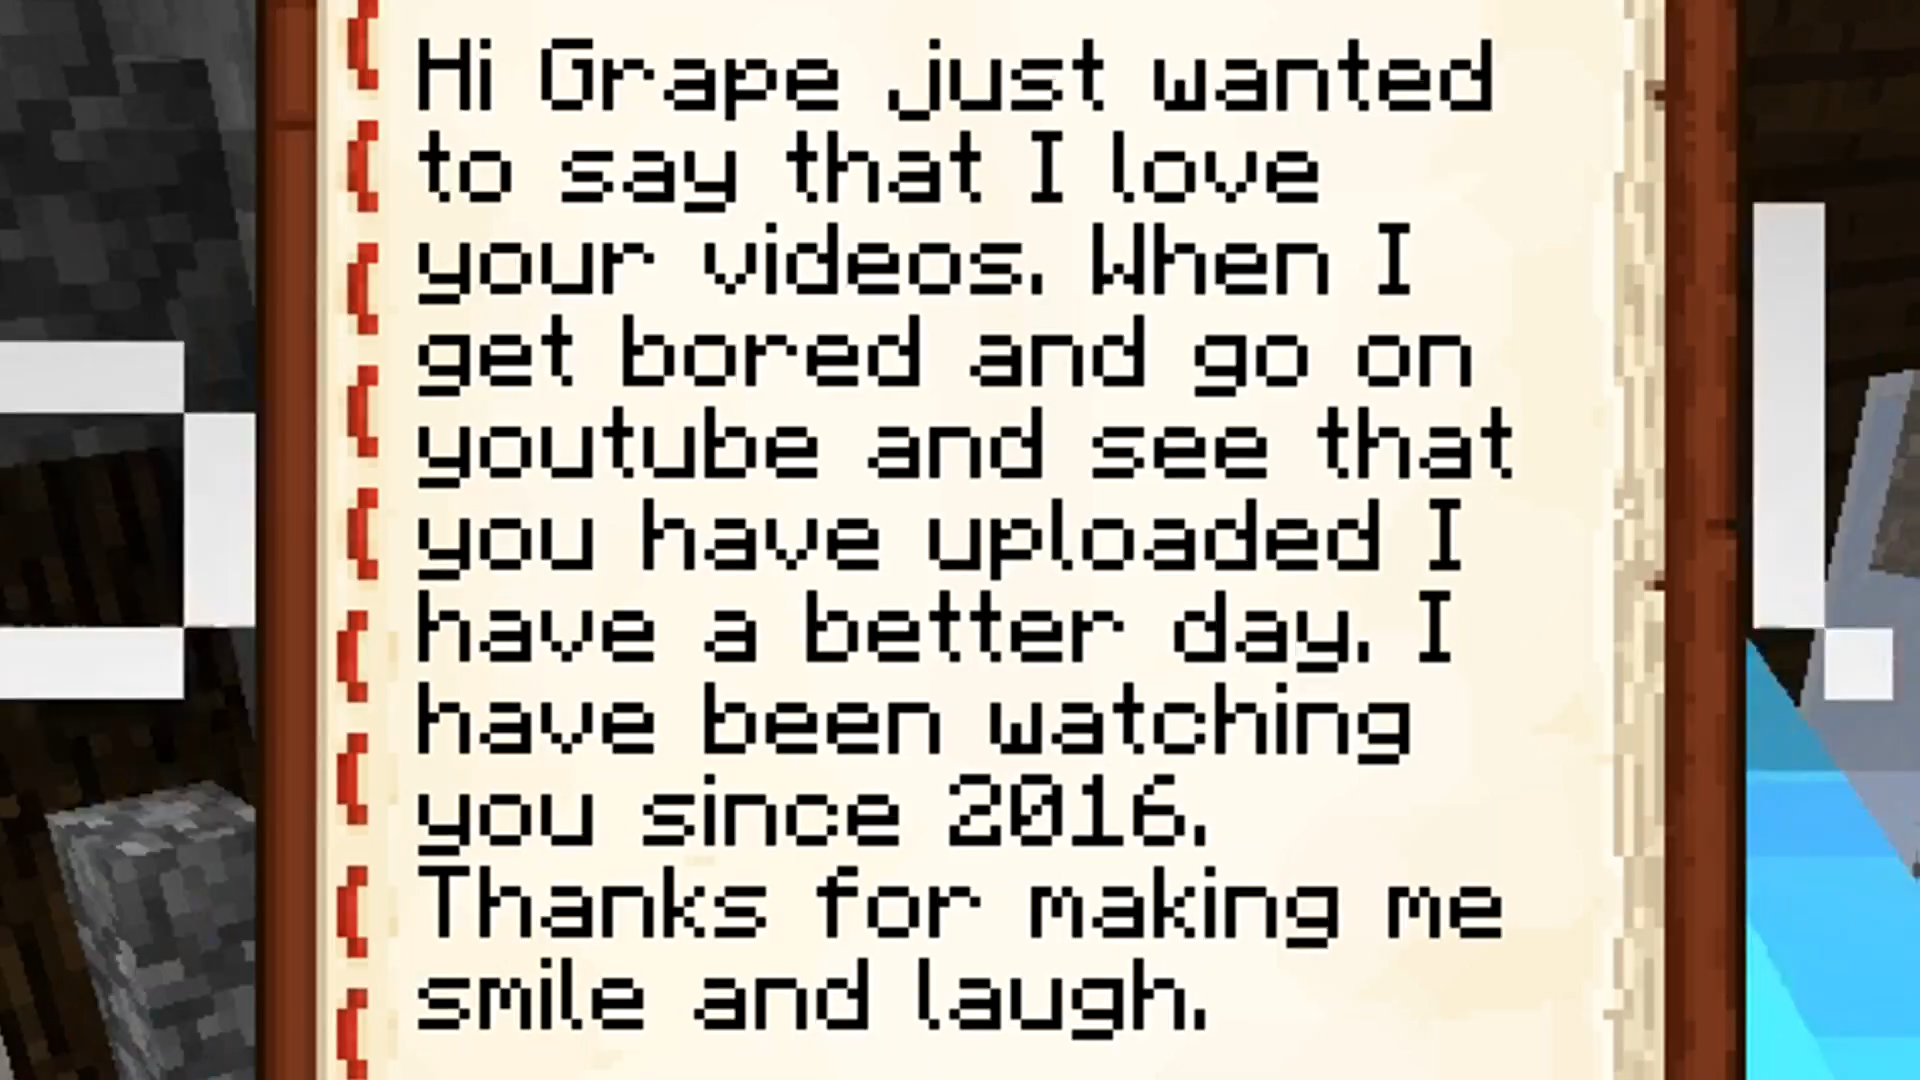 Hi Grape just wanted
to say that I love
your videos. When I
get bored and go on
youtube and see that
you have uploaded I
have a better day. I
have been watching
you since 2016.
Thanks for making me
smile and laugh.